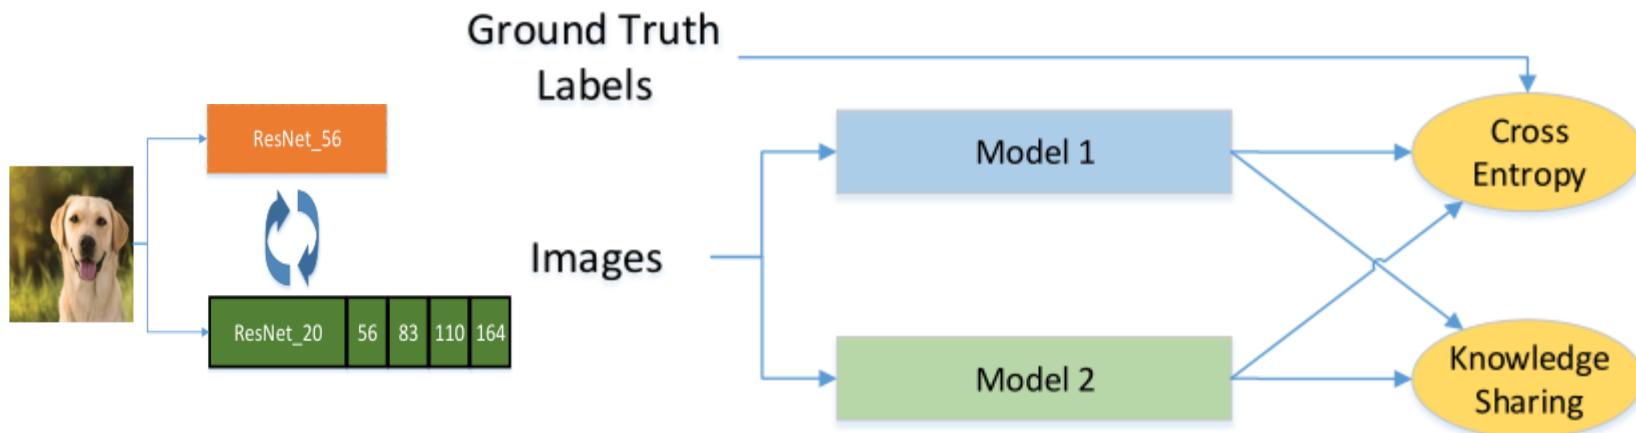 ResNet_56
ResNet_20 56 83 110 164
Ground Truth
Labels
Images
Model 1
Model 2
Cross
Entropy
Knowledge
Sharing